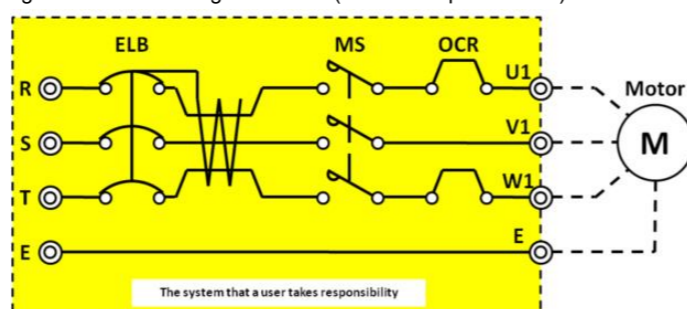 ELB MS OCR
R U1
Motor
S V1
M
T W1
E E
The system that a user takes responsibility